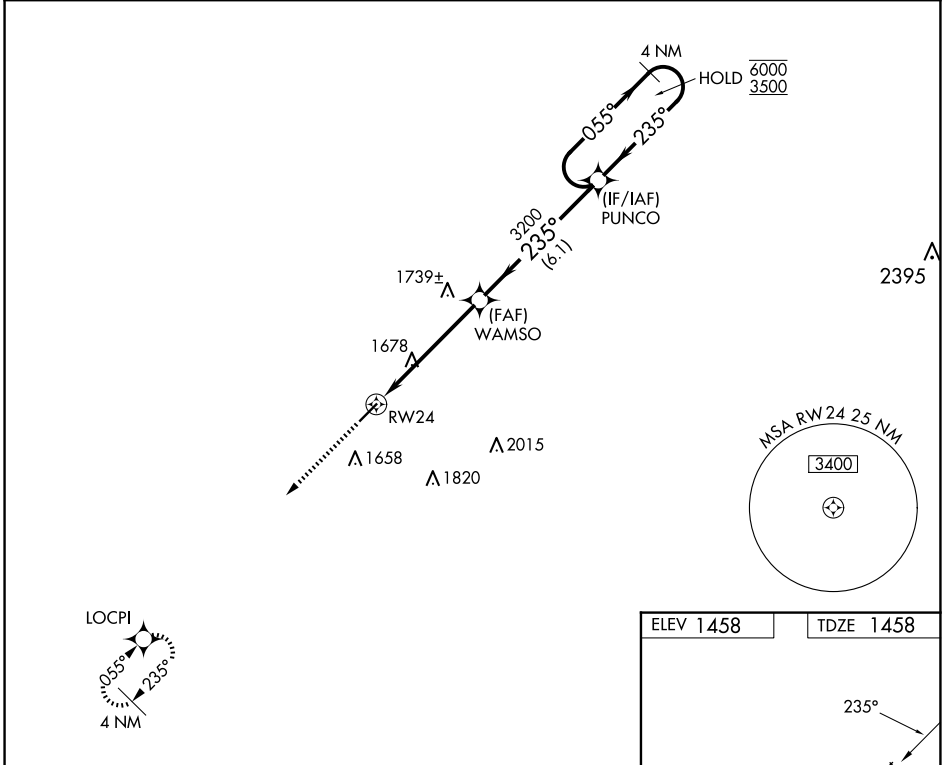 4 NM
HOLD 6000
3500
055°
235°
(IF/IAF)
PUNCO
3200
235°
(6.1)
2395
1739±
(FAF)
WAMSO
1678
RW24
2015
1658
1820
MSA RW24 25 NM
3400
LOCPI
055°
235°
4 NM
ELEV 1458
TDZE 1458
235°